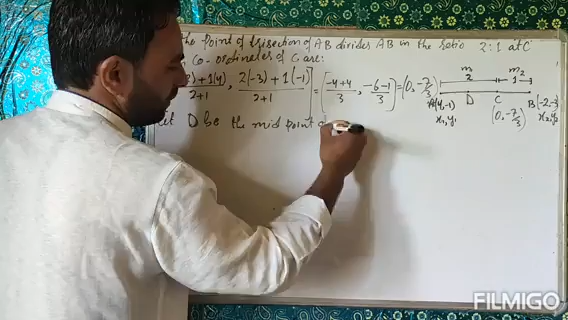 the Point of trisection of AB divides AB in the ratio 2:1 at C
Co-ordinates of C are:
2+1, 2(-3)+1(-1)/2+1 = [-4+4/3, -6-1/3] = (0, -7/3)
m₁ 2 m₂ 1
A(4,-1) D C B(-2,-3)
x₁,y₁ (0, -7/3) x₂,y₂
Let D be the mid point
FILMIGO